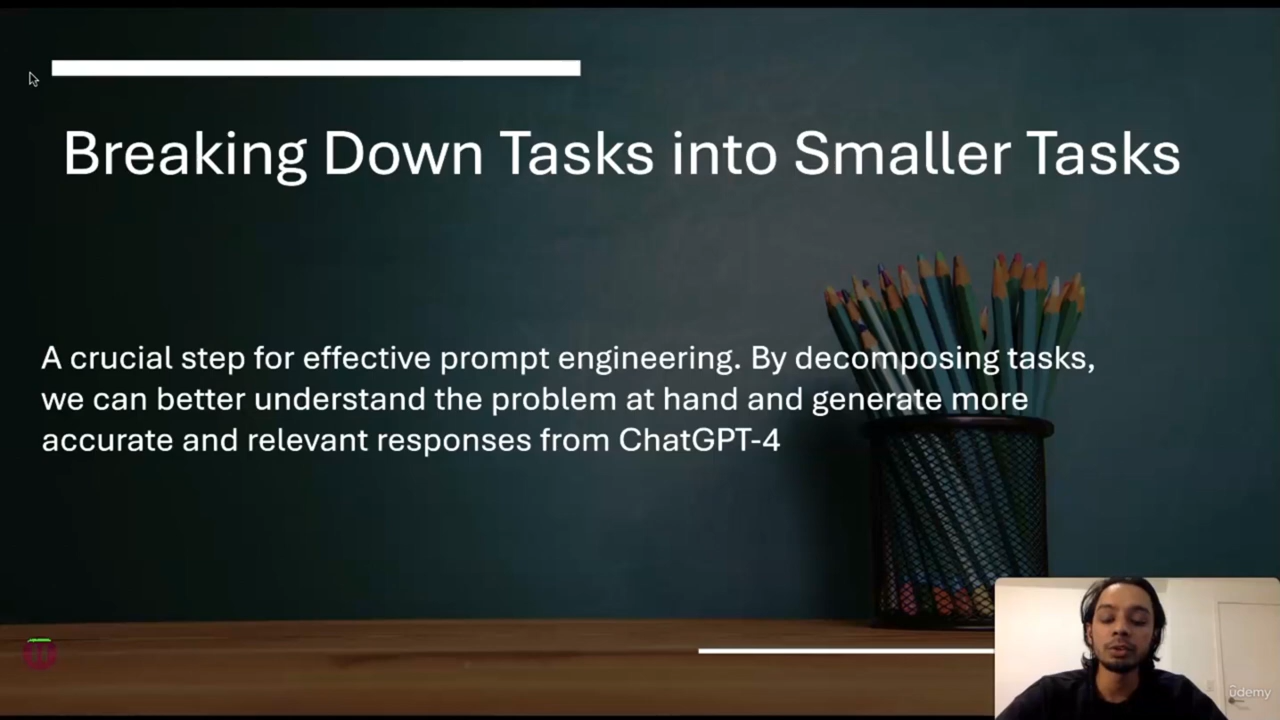 Breaking Down Tasks into Smaller Tasks
A crucial step for effective prompt engineering. By decomposing tasks,
we can better understand the problem at hand and generate more
accurate and relevant responses from ChatGPT-4
ûdemy